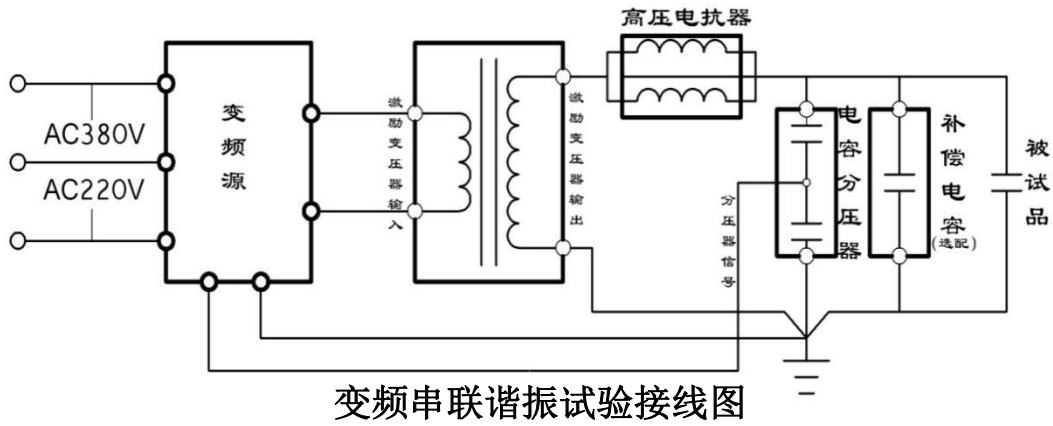 高压电抗器
AC380V
AC220V
变频源
激励变压器输入
激励变压器输出
分压器信号
电容分压器
补偿电容
(选配)
被试品
变频串联谐振试验接线图